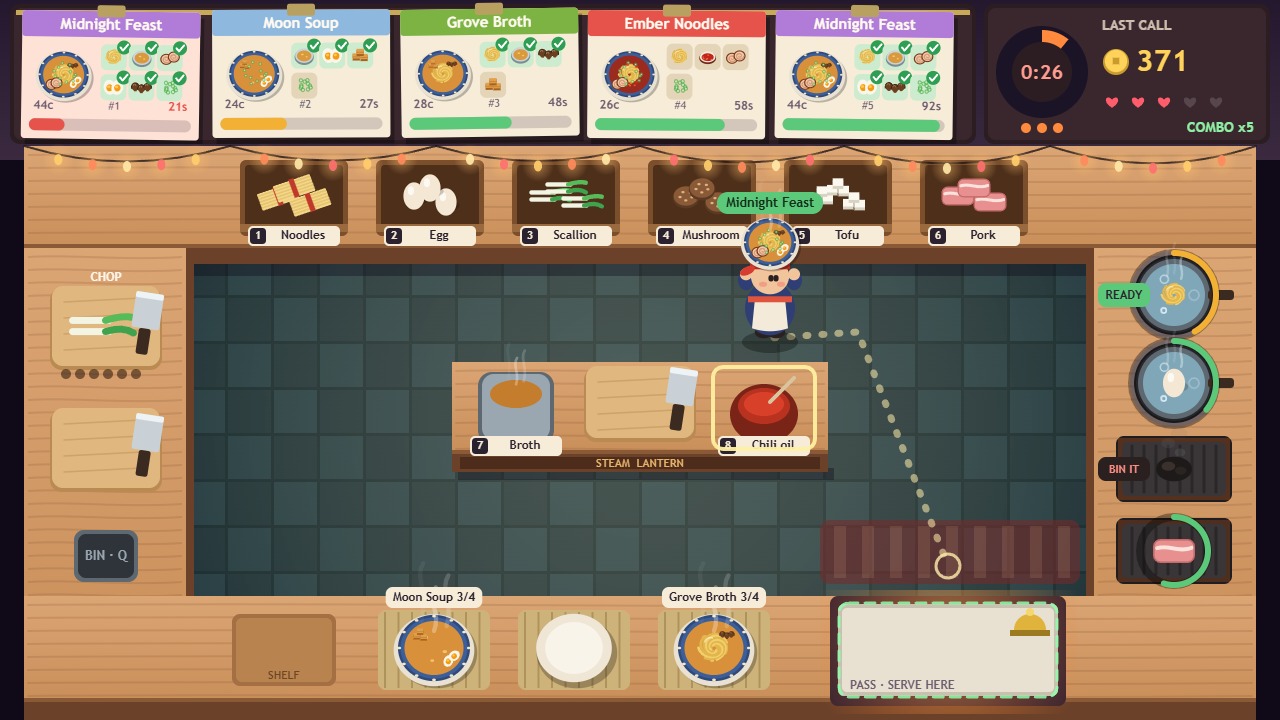 Midnight Feast
44c
#1
21s
Moon Soup
24c
#2
27s
Grove Broth
28c
#3
48s
Ember Noodles
26c
#4
58s
Midnight Feast
44c
#5
92s
0:26
LAST CALL
371
COMBO x5
1 Noodles
2 Egg
3 Scallion
4 Mushroom
5 Tofu
6 Pork
Midnight Feast
CHOP
BIN · Q
READY
BIN IT
7 Broth
8 Chili oil
STEAM LANTERN
Moon Soup 3/4
Grove Broth 3/4
SHELF
PASS · SERVE HERE